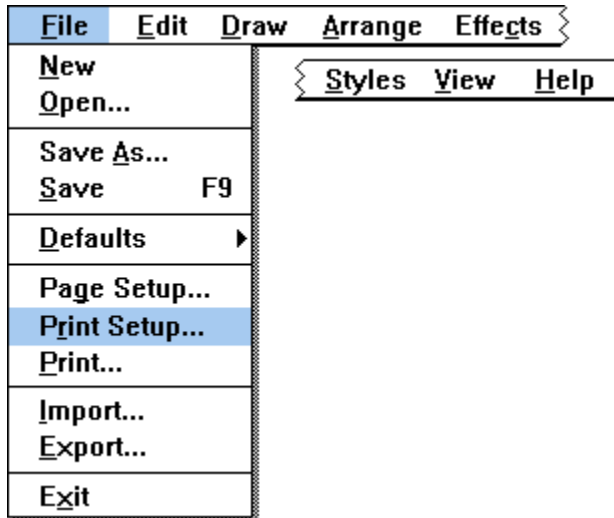 File Edit Draw Arrange Effects
Styles View Help
New
Open...
Save As...
Save F9
Defaults
Page Setup...
Print Setup...
Print...
Import...
Export...
Exit